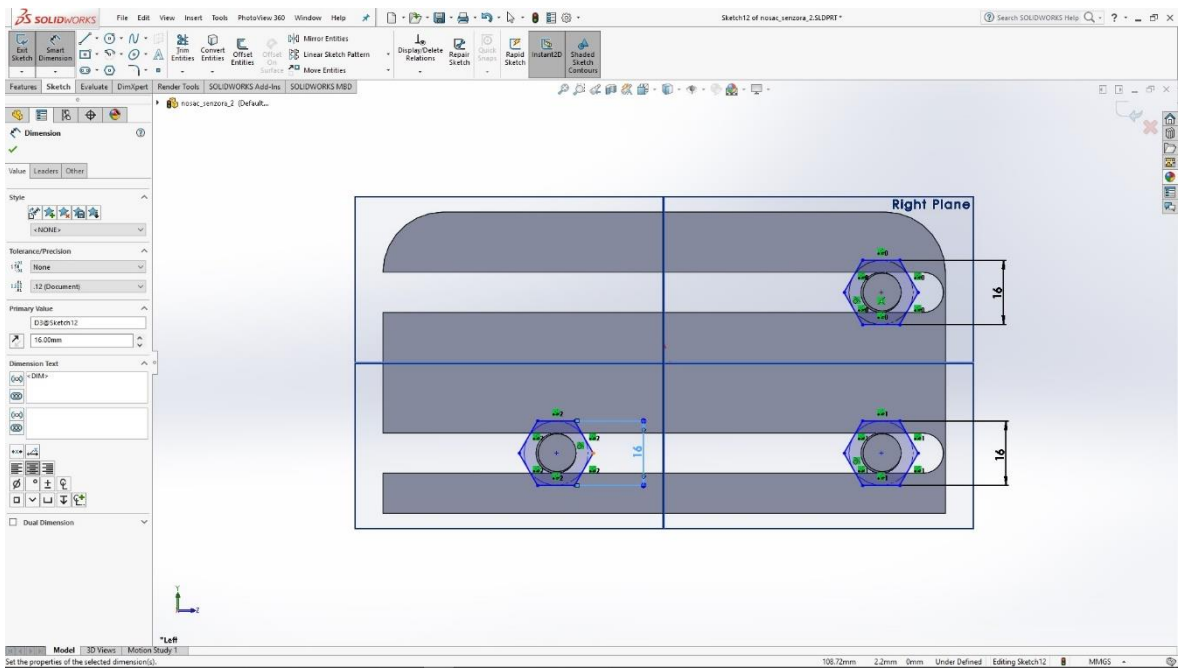 SOLIDWORKS File Edit View Insert Tools PhotoView 360 Window Help Sketch12 of nosac_senzora_2.SLDPRT * Search SOLIDWORKS Help
Exit Sketch
Smart Dimension
Trim Entities
Convert Entities
Offset Entities
Offset On Surface
Mirror Entities
Linear Sketch Pattern
Move Entities
Display/Delete Relations
Repair Sketch
Quick Snaps
Rapid Sketch
Instant2D
Shaded Sketch Contours
Features Sketch Evaluate DimXpert Render Tools SOLIDWORKS Add-Ins SOLIDWORKS MBD
nosac_senzora_2 (Default...
Dimension
Value Leaders Other
Style
<NONE>
Tolerance/Precision
None
.12 (Document)
Primary Value
D3@Sketch12
16.00mm
Dimension Text
<DIM>
Dual Dimension
Right Plane
16
16
16
Y
Z
*Left
Model 3D Views Motion Study 1
Set the properties of the selected dimension(s). 108.72mm 2.2mm 0mm Under Defined Editing Sketch12 MMGS